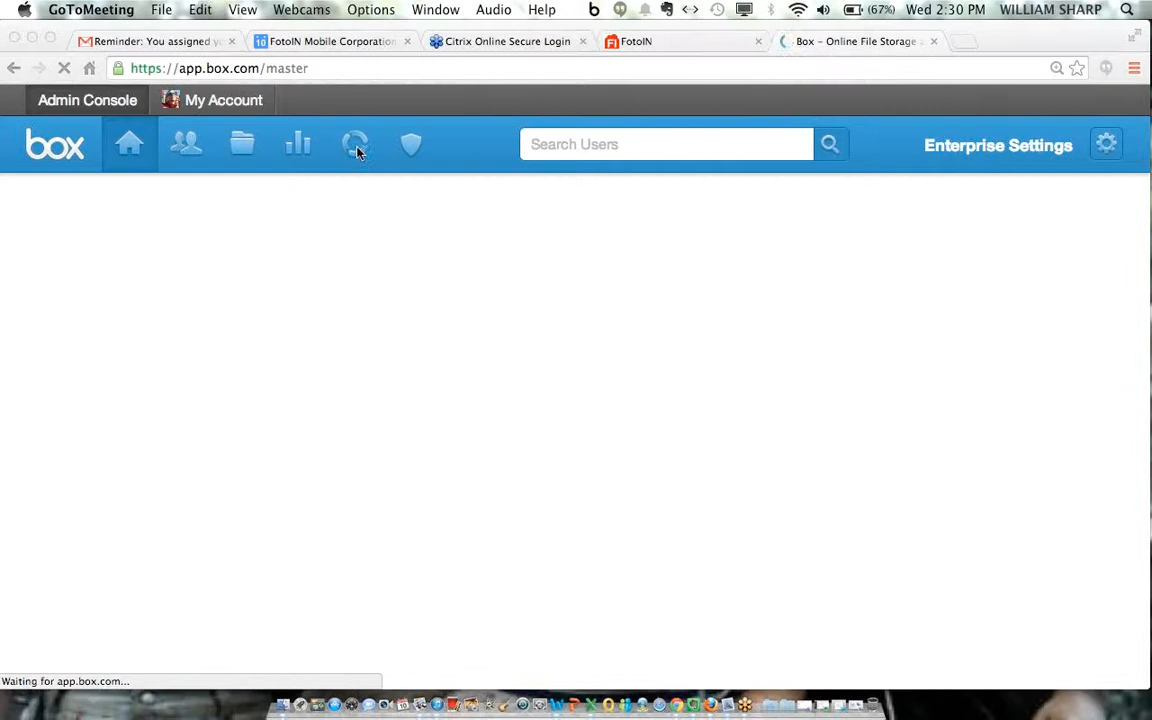 GoToMeeting File Edit View Webcams Options Window Audio Help (67%) Wed 2:30 PM WILLIAM SHARP
Reminder: You assigned y FotoIN Mobile Corporation Citrix Online Secure Login FotoIN Box – Online File Storage
https://app.box.com/master
Admin Console My Account
box Search Users Enterprise Settings
Waiting for app.box.com...